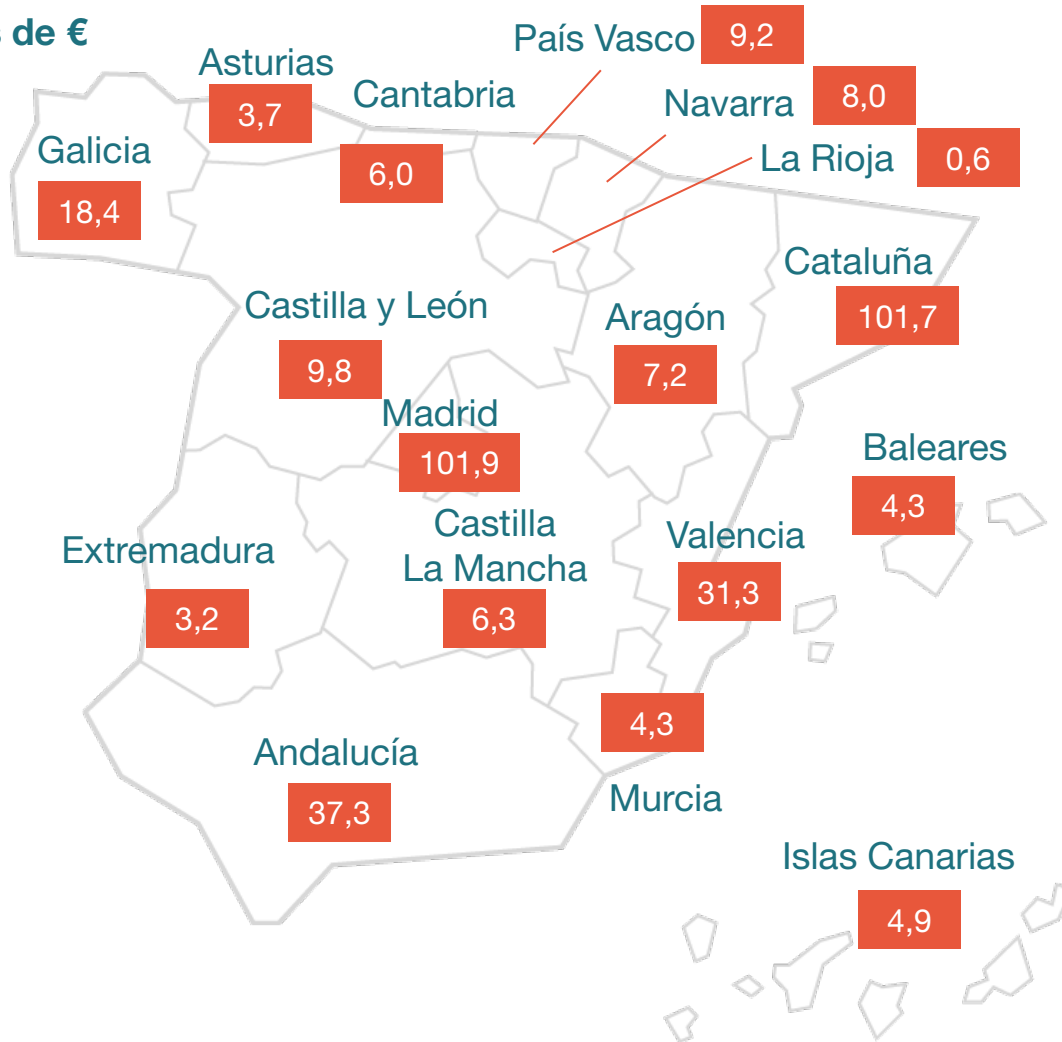 de €
País Vasco
9,2
Asturias
3,7
Cantabria
6,0
Navarra
8,0
La Rioja
0,6
Galicia
18,4
Cataluña
101,7
Castilla y León
9,8
Aragón
7,2
Madrid
101,9
Baleares
4,3
Castilla
La Mancha
6,3
Valencia
31,3
Extremadura
3,2
4,3
Murcia
Andalucía
37,3
Islas Canarias
4,9